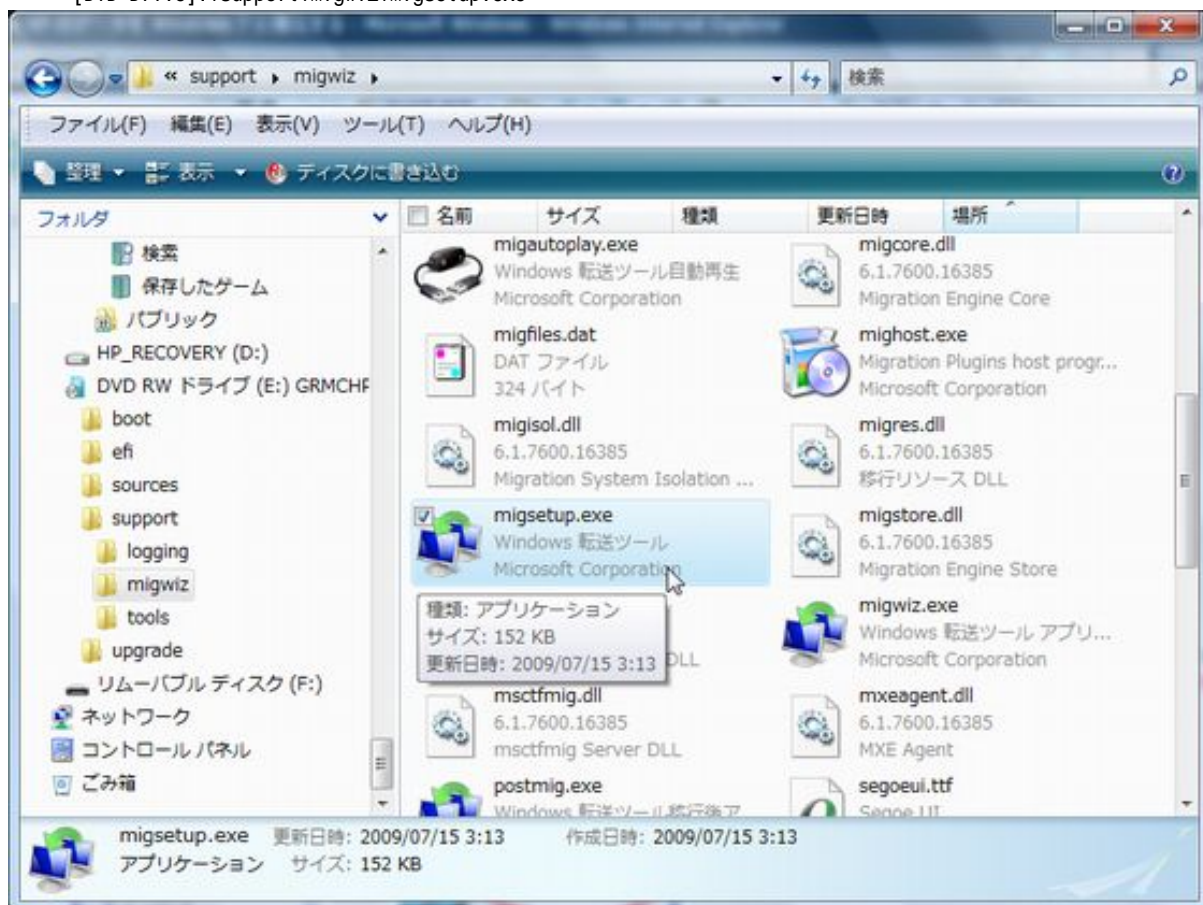 « support ▸ migwiz ▸
検索
ファイル(F) 編集(E) 表示(V) ツール(T) ヘルプ(H)
整理 表示 ディスクに書き込む
フォルダ
検索
保存したゲーム
パブリック
HP_RECOVERY (D:)
DVD RW ドライブ (E:) GRMCHP
boot
efi
sources
support
logging
migwiz
tools
upgrade
リムーバブル ディスク (F:)
ネットワーク
コントロール パネル
ごみ箱
名前 サイズ 種類 更新日時 場所
migautoplay.exe
Windows 転送ツール自動再生
Microsoft Corporation
migcore.dll
6.1.7600.16385
Migration Engine Core
migfiles.dat
DAT ファイル
324 バイト
mighost.exe
Migration Plugins host progr...
Microsoft Corporation
migisol.dll
6.1.7600.16385
Migration System Isolation ...
migres.dll
6.1.7600.16385
移行リソース DLL
migsetup.exe
Windows 転送ツール
Microsoft Corporation
migstore.dll
6.1.7600.16385
Migration Engine Store
種類: アプリケーション
サイズ: 152 KB
更新日時: 2009/07/15 3:13
DLL
migwiz.exe
Windows 転送ツール アプリ...
Microsoft Corporation
msctfmig.dll
6.1.7600.16385
msctfmig Server DLL
mxeagent.dll
6.1.7600.16385
MXE Agent
postmig.exe
Windows 転送ツール移行後ア
segoeui.ttf
Segoe UI
migsetup.exe 更新日時: 2009/07/15 3:13 作成日時: 2009/07/15 3:13
アプリケーション サイズ: 152 KB